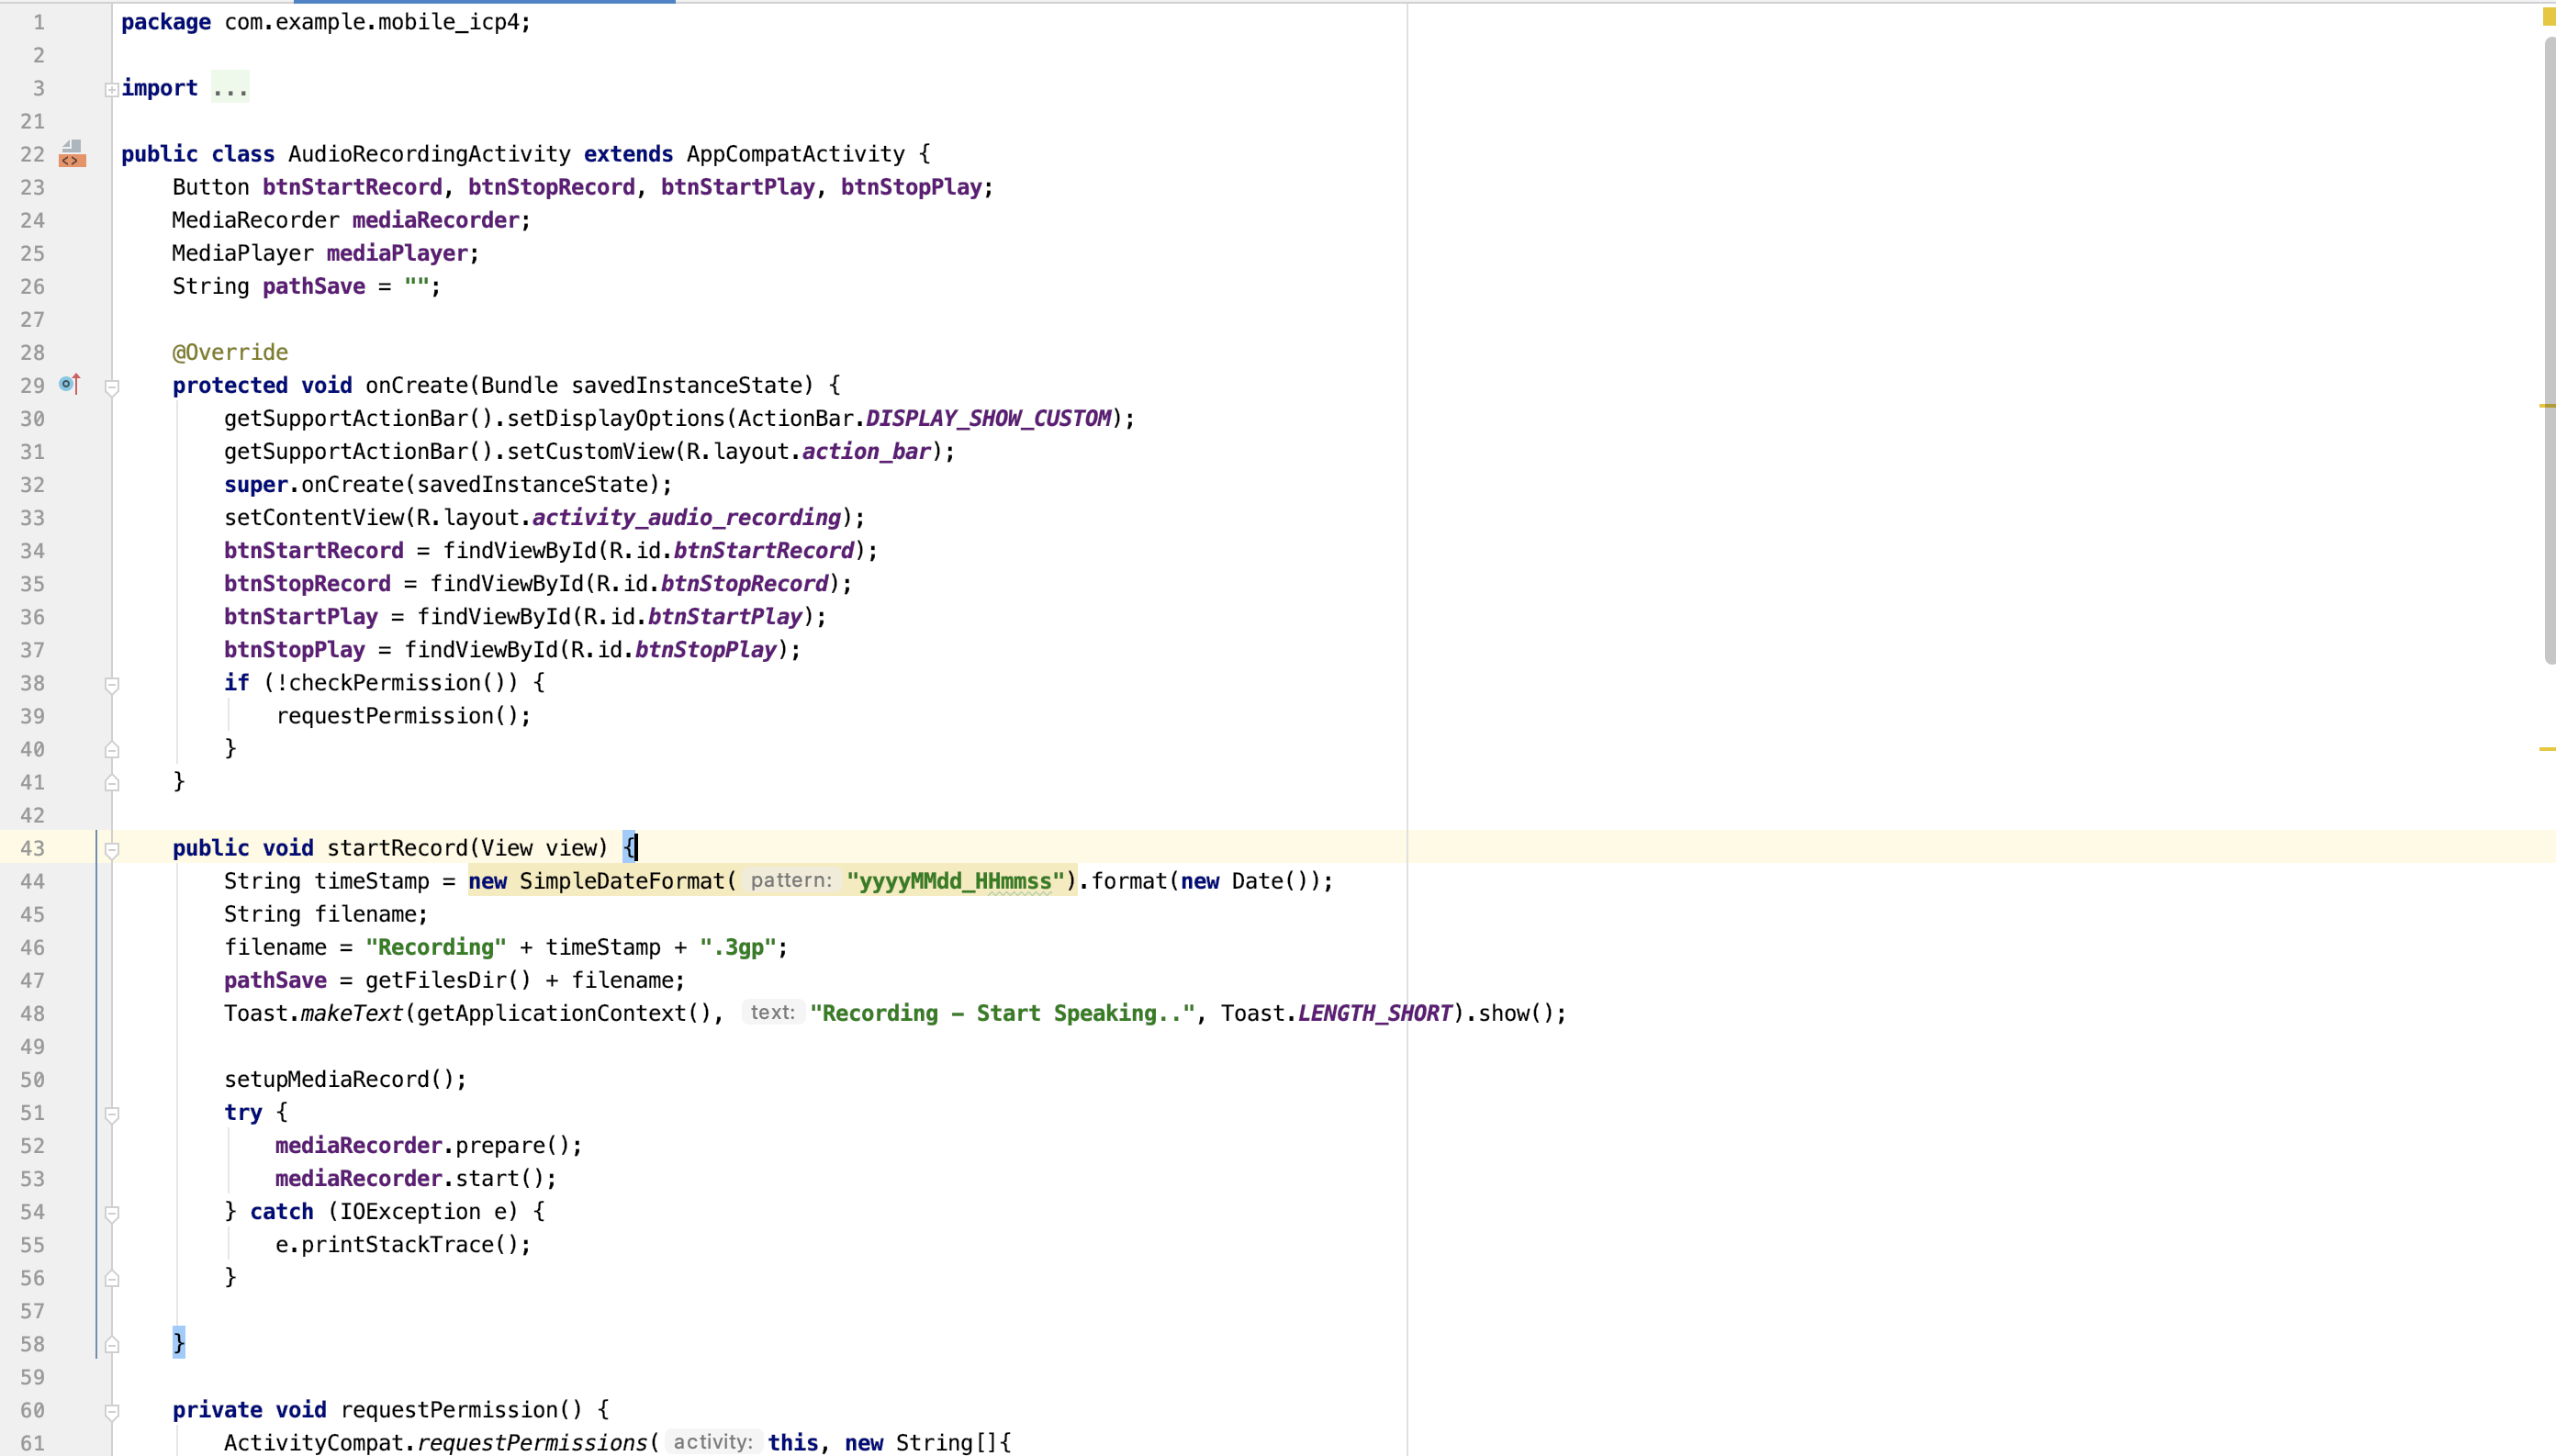 1 package com.example.mobile_icp4;
2
3 import ...
21
22 public class AudioRecordingActivity extends AppCompatActivity {
23 Button btnStartRecord, btnStopRecord, btnStartPlay, btnStopPlay;
24 MediaRecorder mediaRecorder;
25 MediaPlayer mediaPlayer;
26 String pathSave = "";
27
28 @Override
29 protected void onCreate(Bundle savedInstanceState) {
30 getSupportActionBar().setDisplayOptions(ActionBar.DISPLAY_SHOW_CUSTOM);
31 getSupportActionBar().setCustomView(R.layout.action_bar);
32 super.onCreate(savedInstanceState);
33 setContentView(R.layout.activity_audio_recording);
34 btnStartRecord = findViewById(R.id.btnStartRecord);
35 btnStopRecord = findViewById(R.id.btnStopRecord);
36 btnStartPlay = findViewById(R.id.btnStartPlay);
37 btnStopPlay = findViewById(R.id.btnStopPlay);
38 if (!checkPermission()) {
39 requestPermission();
40 }
41 }
42
43 public void startRecord(View view) {
44 String timeStamp = new SimpleDateFormat( pattern: "yyyyMMdd_HHmmss").format(new Date());
45 String filename;
46 filename = "Recording" + timeStamp + ".3gp";
47 pathSave = getFilesDir() + filename;
48 Toast.makeText(getApplicationContext(), text: "Recording – Start Speaking..", Toast.LENGTH_SHORT).show();
49
50 setupMediaRecord();
51 try {
52 mediaRecorder.prepare();
53 mediaRecorder.start();
54 } catch (IOException e) {
55 e.printStackTrace();
56 }
57
58 }
59
60 private void requestPermission() {
61 ActivityCompat.requestPermissions( activity: this, new String[]{